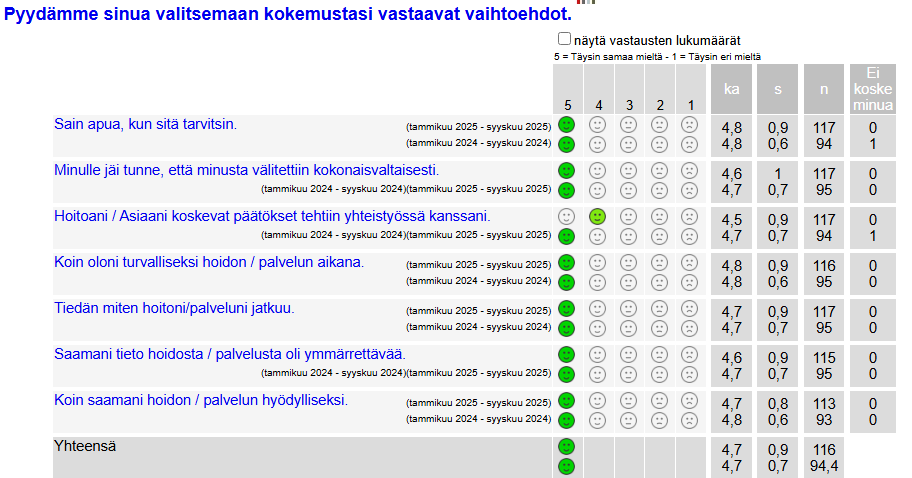 Pyydämme sinua valitsemaan kokemustasi vastaavat vaihtoehdot.
näytä vastausten lukumäärät
5 = Täysin samaa mieltä - 1 = Täysin eri mieltä
5 4 3 2 1 ka s n Ei koske minua
Sain apua, kun sitä tarvitsin. (tammikuu 2025 - syyskuu 2025) 4,8 0,9 117 0
(tammikuu 2024 - syyskuu 2024) 4,8 0,6 94 1
Minulle jäi tunne, että minusta välitettiin kokonaisvaltaisesti. 4,6 1 117 0
(tammikuu 2024 - syyskuu 2024)(tammikuu 2025 - syyskuu 2025) 4,7 0,7 95 0
Hoitoani / Asiaani koskevat päätökset tehtiin yhteistyössä kanssani. 4,5 0,9 117 0
(tammikuu 2024 - syyskuu 2024)(tammikuu 2025 - syyskuu 2025) 4,7 0,7 94 1
Koin oloni turvalliseksi hoidon / palvelun aikana. (tammikuu 2025 - syyskuu 2025) 4,8 0,9 116 0
(tammikuu 2024 - syyskuu 2024) 4,8 0,6 95 0
Tiedän miten hoitoni/palveluni jatkuu. (tammikuu 2025 - syyskuu 2025) 4,7 0,9 117 0
(tammikuu 2024 - syyskuu 2024) 4,7 0,7 95 0
Saamani tieto hoidosta / palvelusta oli ymmärrettävää. 4,6 0,9 115 0
(tammikuu 2024 - syyskuu 2024)(tammikuu 2025 - syyskuu 2025) 4,7 0,7 95 0
Koin saamani hoidon / palvelun hyödylliseksi. (tammikuu 2025 - syyskuu 2025) 4,7 0,8 113 0
(tammikuu 2024 - syyskuu 2024) 4,8 0,6 93 0
Yhteensä 4,7 0,9 116
4,7 0,7 94,4